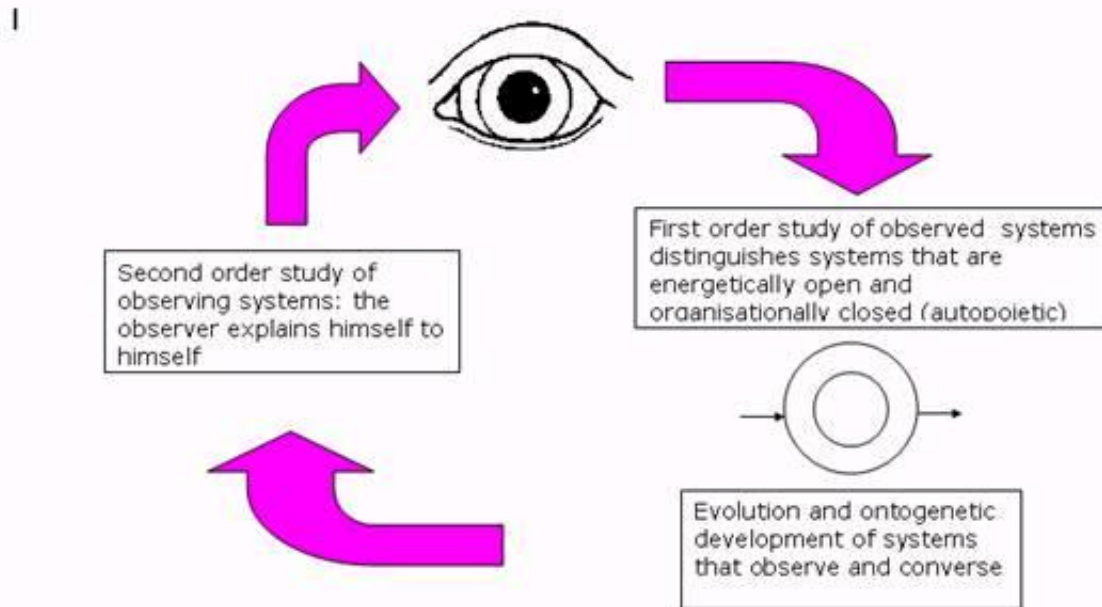 I
First order study of observed systems
distinguishes systems that are
energetically open and
organisationally closed (autopoietic)
Evolution and ontogenetic
development of systems
that observe and converse
Second order study of
observing systems: the
observer explains himself to
himself